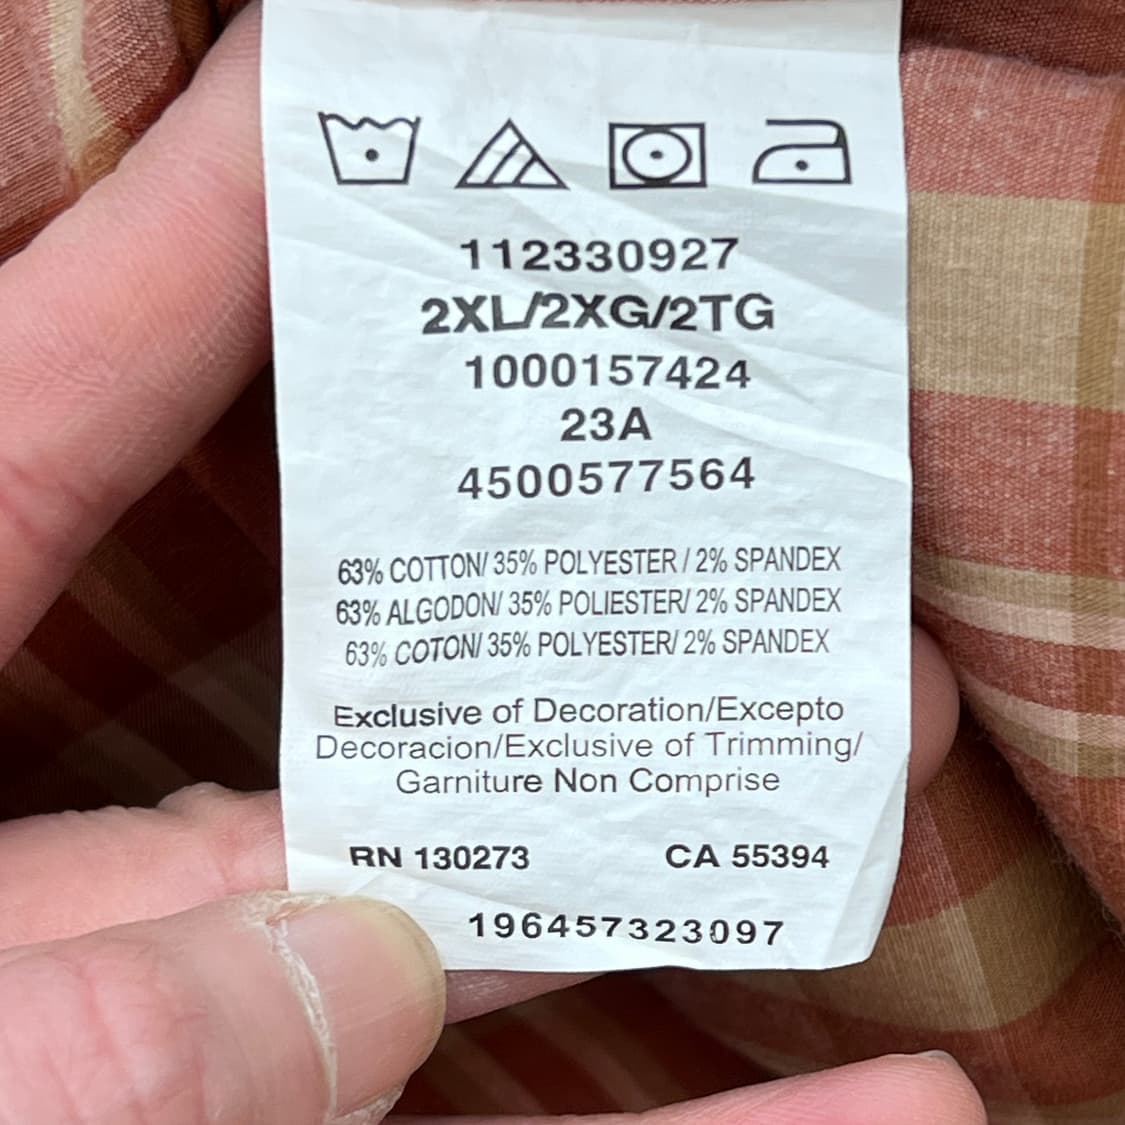 112330927
2XL/2XG/2TG
1000157424
23A
4500577564
63% COTTON/ 35% POLYESTER / 2% SPANDEX
63% ALGODON/ 35% POLIESTER/ 2% SPANDEX
63% COTON/ 35% POLYESTER/ 2% SPANDEX
Exclusive of Decoration/Excepto
Decoracion/Exclusive of Trimming/
Garniture Non Comprise
RN 130273 CA 55394
196457323097